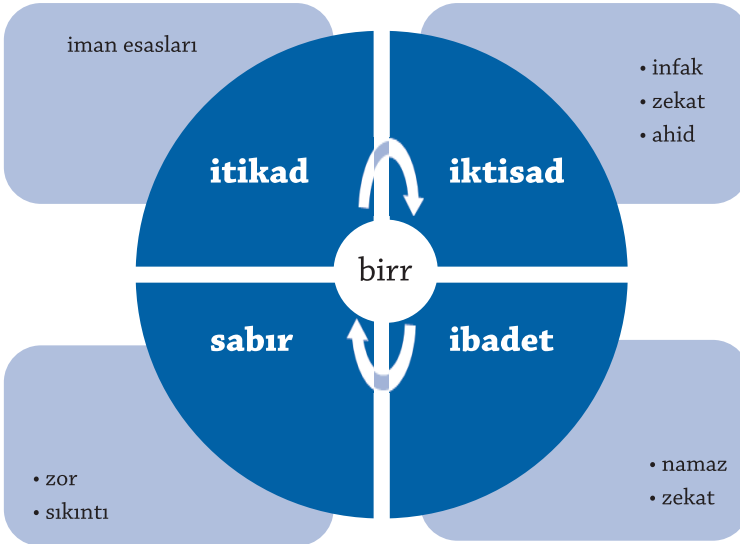 iman esasları
• infak
• zekat
• ahid
itikad
iktisad
birr
sabır
ibadet
• zor
• sıkıntı
• namaz
• zekat